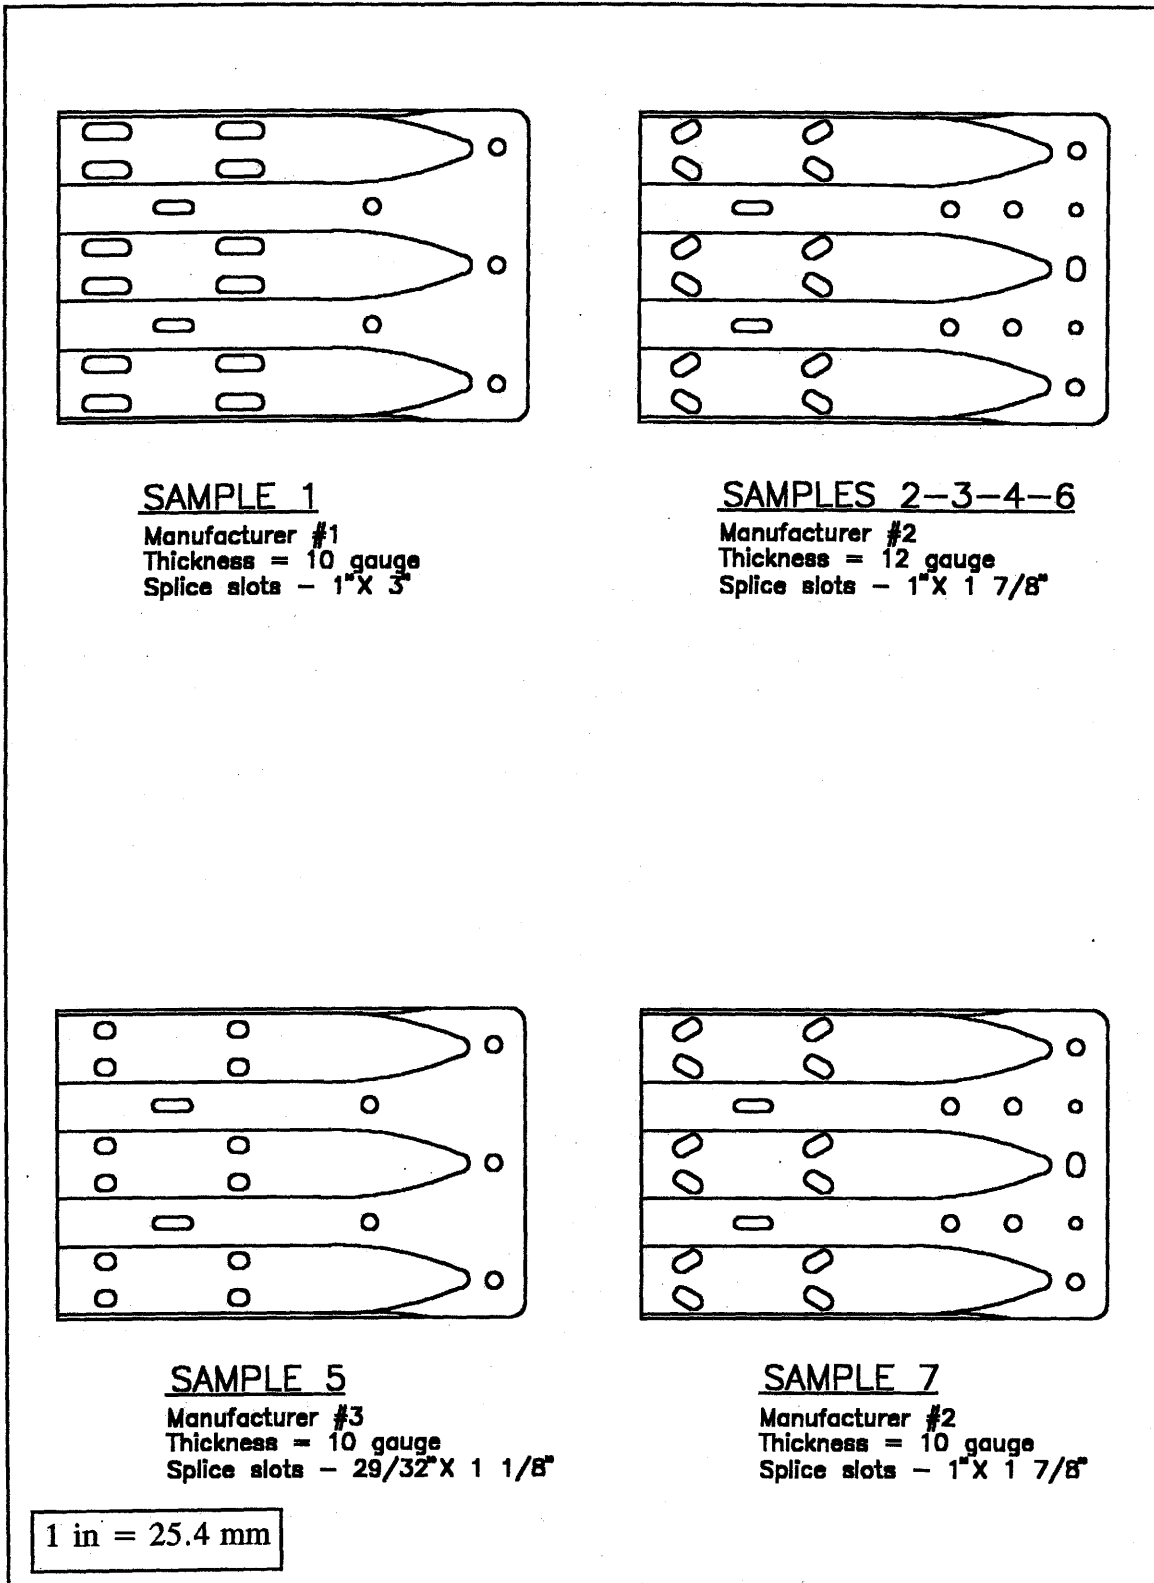 SAMPLE 1
Manufacturer #1
Thickness = 10 gauge
Splice slots - 1"X 3"
SAMPLES 2-3-4-6
Manufacturer #2
Thickness = 12 gauge
Splice slots - 1"X 1 7/8"
SAMPLE 5
Manufacturer #3
Thickness = 10 gauge
Splice slots - 29/32"X 1 1/8"
SAMPLE 7
Manufacturer #2
Thickness = 10 gauge
Splice slots - 1"X 1 7/8"
1 in = 25.4 mm